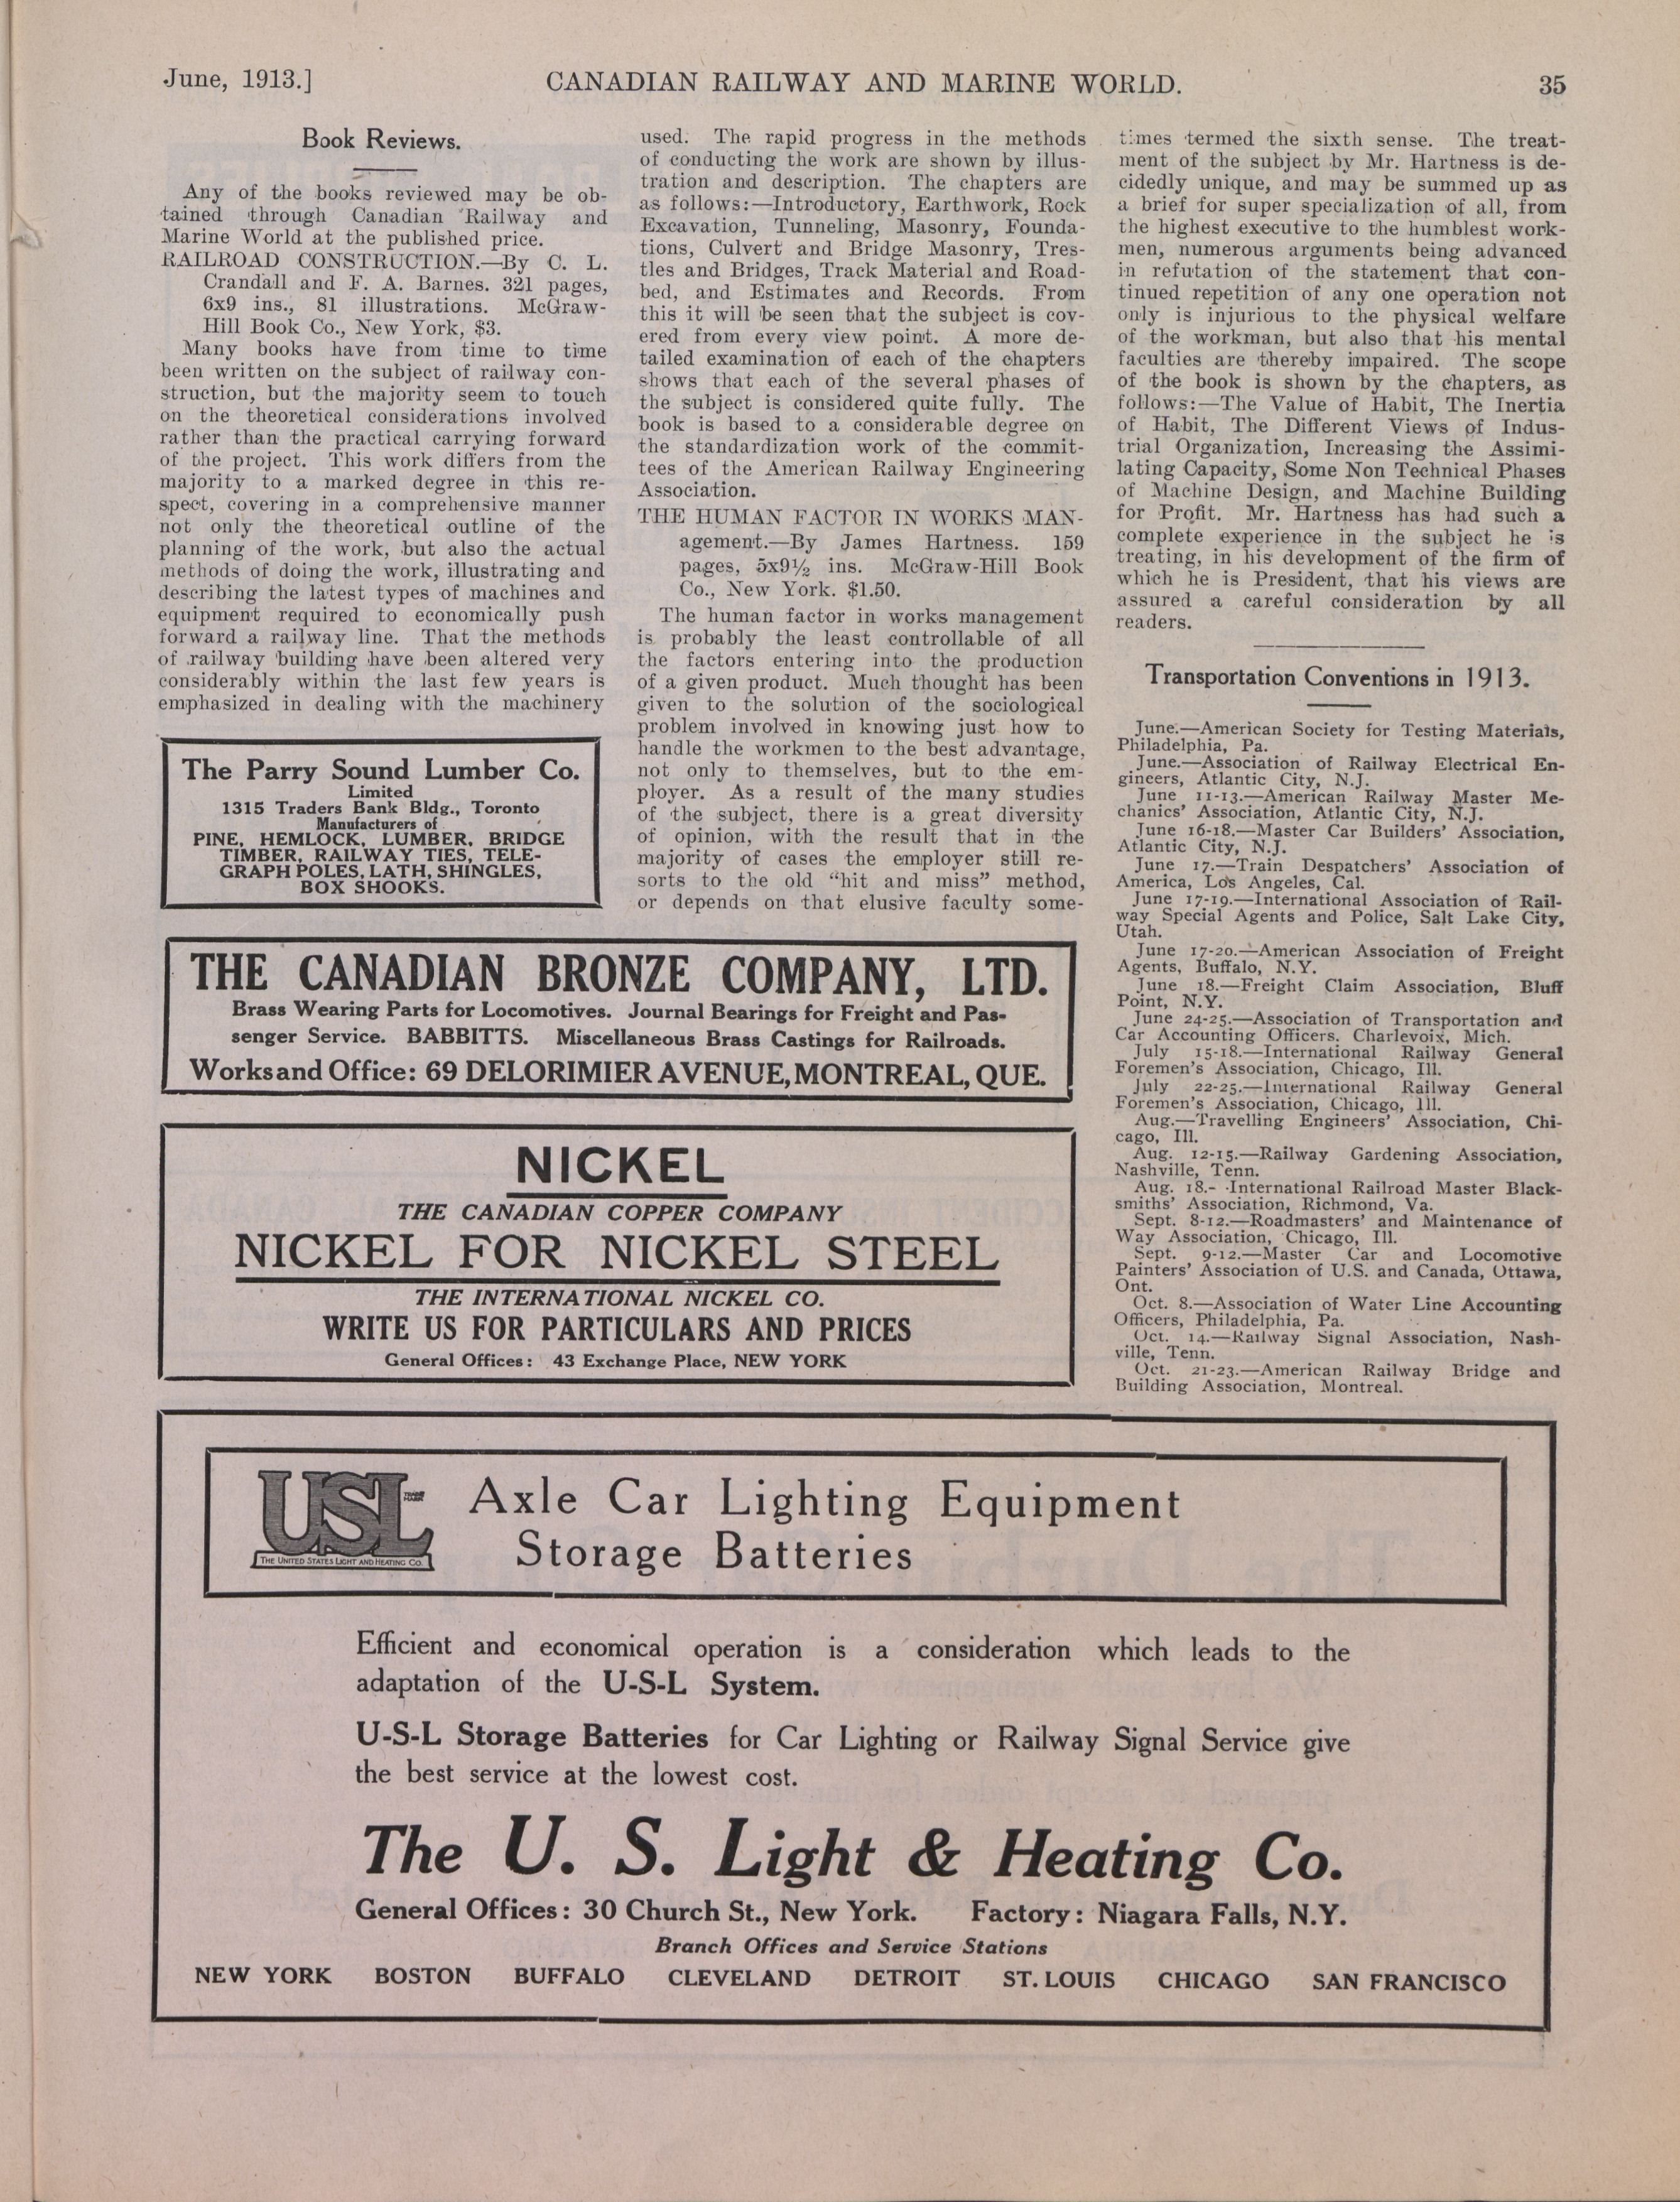 June, 1913.]
CANADIAN RAILWAY AND MARINE WORLD.
35
Book Reviews.
Any of the books reviewed may be ob-
tained through Canadian Railway and
Marine World at the published price.
RAILROAD CONSTRUCTION.—By C. L.
Crandall and F. A. Barnes. 321 pages,
6x9 ins., 81 illustrations. McGraw-
Hill Book Co., New York, $3.
Many books have from time to time
been written on the subject of railway con-
struction, but the majority seem to touch
on the theoretical considerations involved
rather than the practical carrying forward
of the project. This work differs from the
majority to a marked degree in this re-
spect, covering in a comprehensive manner
not only the theoretical outline of the
planning of the work, but also the actual
methods of doing the work, illustrating and
describing the latest types of machines and
equipment required to economically push
forward a railway line. That the methods
of railway building have been altered very
considerably within the last few years is
emphasized in dealing with the machinery
used. The rapid progress in the methods
of conducting the work are shown by illus-
tration and description. The chapters are
as follows:—Introductory, Earthwork, Rock
Excavation, Tunneling, Masonry, Founda-
tions, Culvert and Bridge Masonry, Tres-
tles and Bridges, Track Material and Road-
bed, and Estimates and Records. From
this it will be seen that the subject is cov-
ered from every view point. A more de-
tailed examination of each of the chapters
shows that each of the several phases of
the subject is considered quite fully. The
book is based to a considerable degree on
the standardization work of the commit-
tees of the American Railway Engineering
Association.
THE HUMAN FACTOR IN WORKS MAN-
agement.—By James Hartness. 159
pages, 5x9½ ins. McGraw-Hill Book
Co., New York. $1.50.
The human factor in works management
is probably the least controllable of all
the factors entering into the production
of a given product. Much thought has been
given to the solution of the sociological
problem involved in knowing just how to
handle the workmen to the best advantage,
not only to themselves, but to the em-
ployer. As a result of the many studies
of the subject, there is a great diversity
of opinion, with the result that in the
majority of cases the employer still re-
sorts to the old "hit and miss" method,
or depends on that elusive faculty some-
times termed the sixth sense. The treat-
ment of the subject by Mr. Hartness is de-
cidedly unique, and may be summed up as
a brief for super specialization of all, from
the highest executive to the humblest work-
men, numerous arguments being advanced
in refutation of the statement that con-
tinued repetition of any one operation not
only is injurious to the physical welfare
of the workman, but also that his mental
faculties are thereby impaired. The scope
of the book is shown by the chapters, as
follows:—The Value of Habit, The Inertia
of Habit, The Different Views of Indus-
trial Organization, Increasing the Assimi-
lating Capacity, Some Non Technical Phases
of Machine Design, and Machine Building
for Profit. Mr. Hartness has had such a
complete experience in the subject he is
treating, in his development of the firm of
which he is President, that his views are
assured a careful consideration by all
readers.
Transportation Conventions in 1913.
June.—American Society for Testing Materials,
Philadelphia, Pa.
June.—Association of Railway Electrical En-
gineers, Atlantic City, N.J.
June 11-13.—American Railway Master Me-
chanics' Association, Atlantic City, N.J.
June 16-18.—Master Car Builders' Association,
Atlantic City, N.J.
June 17.—Train Despatchers' Association of
America, Los Angeles, Cal.
June 17-19.—International Association of Rail-
way Special Agents and Police, Salt Lake City,
Utah.
June 17-20.—American Association of Freight
Agents, Buffalo, N.Y.
June 18.—Freight Claim Association, Bluff
Point, N.Y.
June 24-25.—Association of Transportation and
Car Accounting Officers. Charlevoix, Mich.
July 15-18.—International Railway General
Foremen's Association, Chicago, Ill.
July 22-25.—International Railway General
Foremen's Association, Chicago, Ill.
Aug.—Travelling Engineers' Association, Chi-
cago, Ill.
Aug. 12-15.—Railway Gardening Association,
Nashville, Tenn.
Aug. 18.- -International Railroad Master Black-
smiths' Association, Richmond, Va.
Sept. 8-12.—Roadmasters' and Maintenance of
Way Association, Chicago, Ill.
Sept. 9-12.—Master Car and Locomotive
Painters' Association of U.S. and Canada, Ottawa,
Ont.
Oct. 8.—Association of Water Line Accounting
Officers, Philadelphia, Pa.
Oct. 14.—Railway Signal Association, Nash-
ville, Tenn.
Oct. 21-23.—American Railway Bridge and
Building Association, Montreal.
The Parry Sound Lumber Co.
Limited
1315 Traders Bank Bldg., Toronto
Manufacturers of
PINE, HEMLOCK, LUMBER, BRIDGE
TIMBER, RAILWAY TIES, TELE-
GRAPH POLES, LATH, SHINGLES,
BOX SHOOKS.
THE CANADIAN BRONZE COMPANY, LTD.
Brass Wearing Parts for Locomotives. Journal Bearings for Freight and Pas-
senger Service. BABBITTS. Miscellaneous Brass Castings for Railroads.
Works and Office: 69 DELORIMIER AVENUE, MONTREAL, QUE.
NICKEL
THE CANADIAN COPPER COMPANY
NICKEL FOR NICKEL STEEL
THE INTERNATIONAL NICKEL CO.
WRITE US FOR PARTICULARS AND PRICES
General Offices: 43 Exchange Place, NEW YORK
USL
TRADE MARK
THE UNITED STATES LIGHT AND HEATING CO.
Axle Car Lighting Equipment
Storage Batteries
Efficient and economical operation is a consideration which leads to the
adaptation of the U-S-L System.
U-S-L Storage Batteries for Car Lighting or Railway Signal Service give
the best service at the lowest cost.
The U. S. Light & Heating Co.
General Offices: 30 Church St., New York. Factory: Niagara Falls, N.Y.
Branch Offices and Service Stations
NEW YORK BOSTON BUFFALO CLEVELAND DETROIT ST. LOUIS CHICAGO SAN FRANCISCO